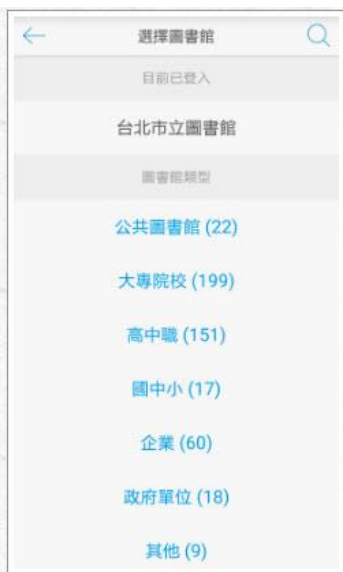 選擇圖書館
目前已登入
台北市立圖書館
圖書館類型
公共圖書館 (22)
大專院校 (199)
高中職 (151)
國中小 (17)
企業 (60)
政府單位 (18)
其他 (9)